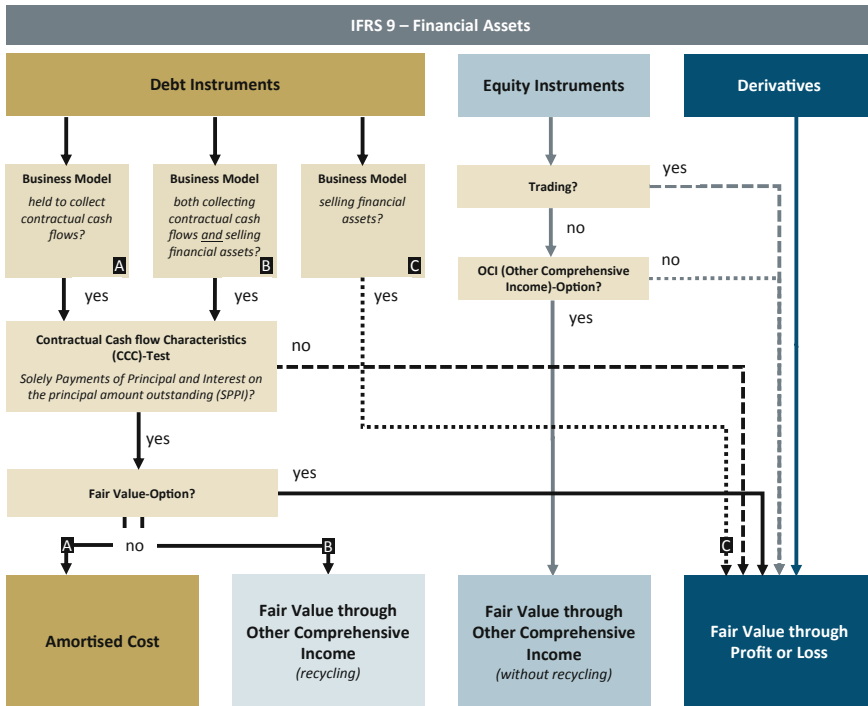 IFRS 9 – Financial Assets
Debt Instruments
Equity Instruments
Derivatives
Business Model
held to collect
contractual cash
flows?
A
Business Model
both collecting
contractual cash
flows and selling
financial assets?
B
Business Model
selling financial
assets?
C
Trading?
yes
no
OCI (Other Comprehensive
Income)-Option?
no
yes
yes
yes
yes
Contractual Cash flow Characteristics
(CCC)-Test
Solely Payments of Principal and Interest on
the principal amount outstanding (SPPI)?
no
yes
Fair Value-Option?
yes
A
no
B
C
Amortised Cost
Fair Value through
Other Comprehensive
Income
(recycling)
Fair Value through
Other Comprehensive
Income
(without recycling)
Fair Value through
Profit or Loss